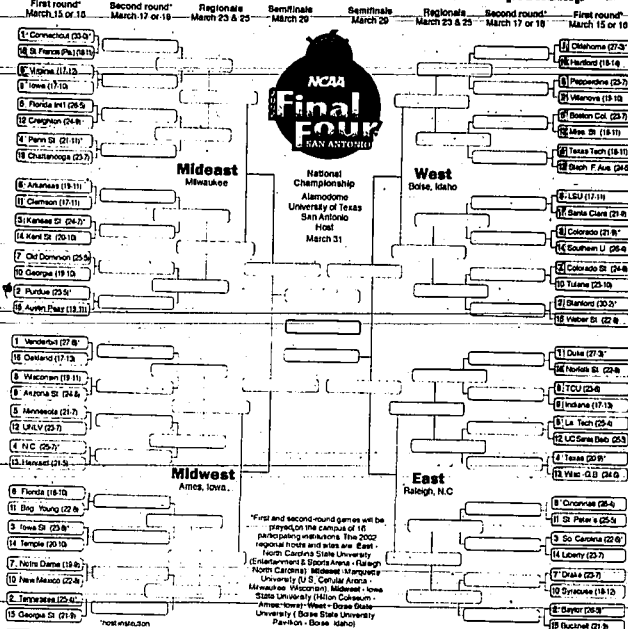 First round*
March 15 or 16
Second round*
March 17 or 18
Regionals
March 23 & 25
Semifinals
March 29
Semifinals
March 29
Regionals
March 23 & 25
Second round*
March 17 or 18
First round*
March 15 or 16
1 Connecticut (33-0)*
16 St. Francis (Pa.) (18-11)
8 Virginia (17-12)
9 Iowa (17-10)
5 Florida Int'l (26-5)
12 Creighton (24-6)
4 Penn St (21-11)*
13 Chattanooga (23-7)
6 Arkansas (19-11)
11 Clemson (17-11)
3 Kansas St (24-7)*
14 Kent St (20-10)
7 Old Dominion (25-5)
10 Georgia (19-10)
2 Purdue (23-5)*
15 Austin Peay (19-11)
Mideast
Milwaukee
NCAA
Final
Four
SAN ANTONIO
National
Championship
Alamodome
University of Texas
San Antonio
Host
March 31
West
Boise, Idaho
1 Oklahoma (27-3)*
16 Hartford (16-14)
8 Pepperdine (23-7)
9 Villanova (19-10)
5 Boston Col. (23-7)
12 Miss. St (18-11)
4 Texas Tech (18-11)
13 Steph. F. Aus. (24-5)
6 LSU (17-11)
11 Santa Clara (21-9)
3 Colorado (21-9)*
14 Southern U.
7 Colorado St (24-6)
10 Tulane (23-10)
2 Stanford (30-2)*
15 Weber St
1 Vanderbilt (27-6)*
16 Oakland (17-13)
8 Wisconsin (19-11)
9 Arizona St (24-8)
5 Minnesota (21-7)
12 UNLV (23-7)
4 N.C. (25-7)*
13 Harvard (21-5)
6 Florida (18-10)
11 Brig. Young (22-8)
3 Iowa St (23-8)*
14 Temple (20-10)
7 Notre Dame (19-9)
10 New Mexico (22-8)
2 Tennessee (25-4)*
15 Georgia St (21-9)
*host institution
Midwest
Ames, Iowa
*First and second-round games will be
played on the campus of 16
participating institutions. The 2002
regional hosts and sites are: East -
North Carolina State University
(Entertainment & Sports Arena - Raleigh
North Carolina) Mideast - Marquette
University (U.S. Cellular Arena -
Milwaukee Wisconsin), Midwest - Iowa
State University (Hilton Coliseum -
Ames, Iowa) - West - Boise State
University (Boise State University
Pavilion - Boise Idaho)
East
Raleigh, N.C
1 Duke (27-3)*
16 Norfolk St (22-8)
8 TCU (23-6)
9 Indiana (17-13)
5 La. Tech (25-4)
12 UC Santa Barb.
4 Texas (20-9)*
13 Wisc.-G.B. (24-6)
6 Cincinnati (26-4)
11 St. Peter's (25-5)
3 So Carolina (22-6)*
14 Liberty (23-7)
7 Drake (23-7)
10 Syracuse (18-12)
2 Baylor (26-5)
15 Bucknell (21-9)